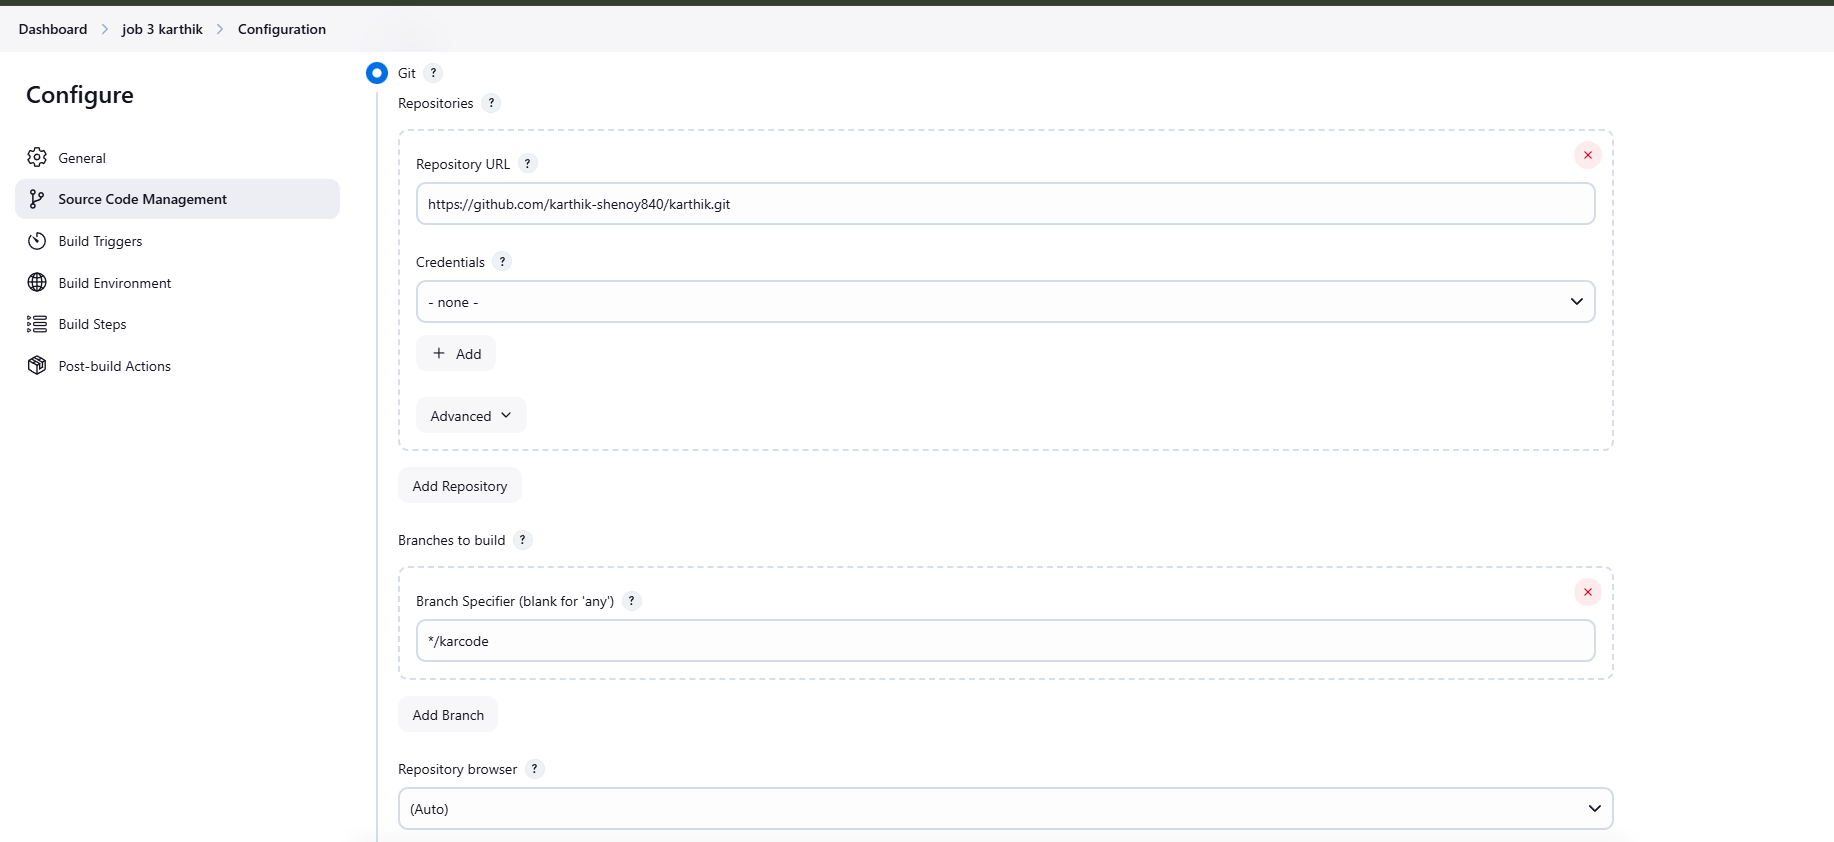 Dashboard > job 3 karthik > Configuration
Configure
General
Source Code Management
Build Triggers
Build Environment
Build Steps
Post-build Actions
Git ?
Repositories ?
Repository URL ?
https://github.com/karthik-shenoy840/karthik.git
Credentials ?
- none -
+ Add
Advanced
Add Repository
Branches to build ?
Branch Specifier (blank for 'any') ?
*/karcode
Add Branch
Repository browser ?
(Auto)